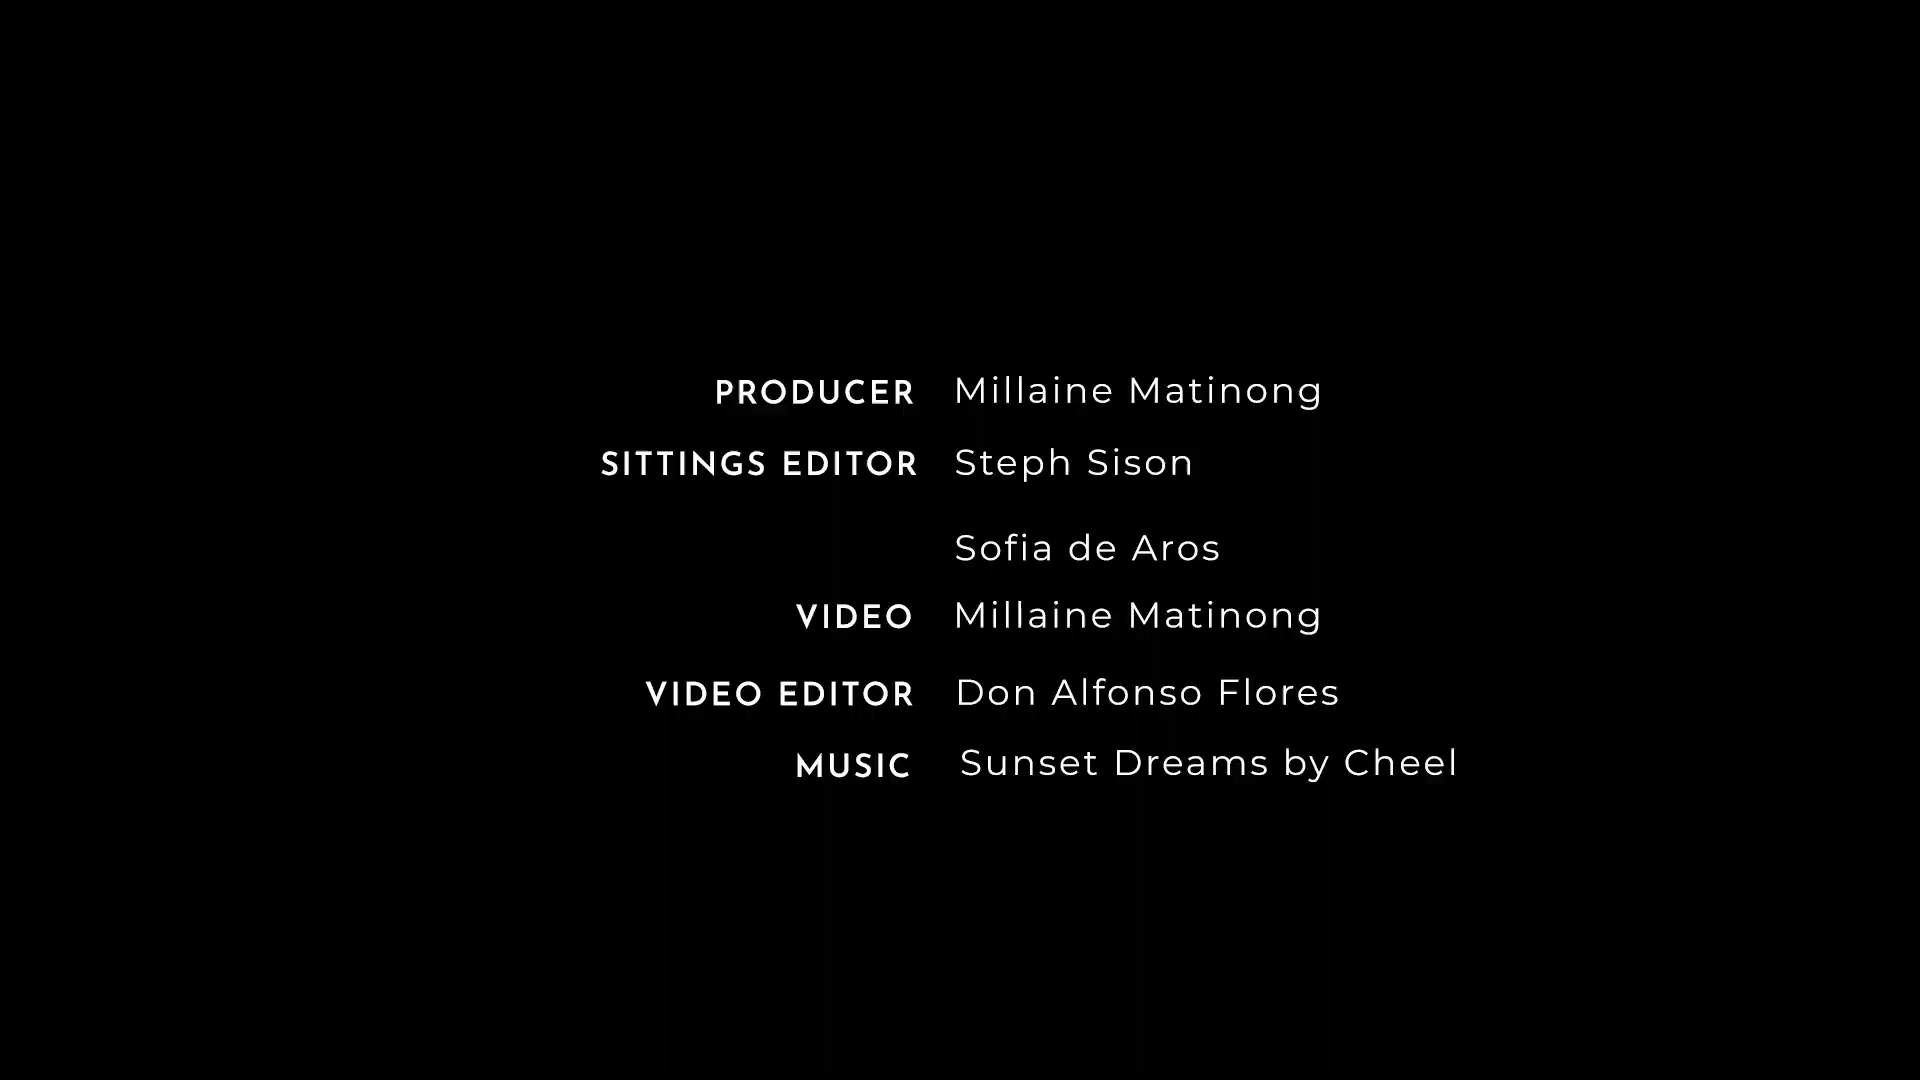 PRODUCER Millaine Matinong
SITTINGS EDITOR Steph Sison
Sofia de Aros
VIDEO Millaine Matinong
VIDEO EDITOR Don Alfonso Flores
MUSIC Sunset Dreams by Cheel